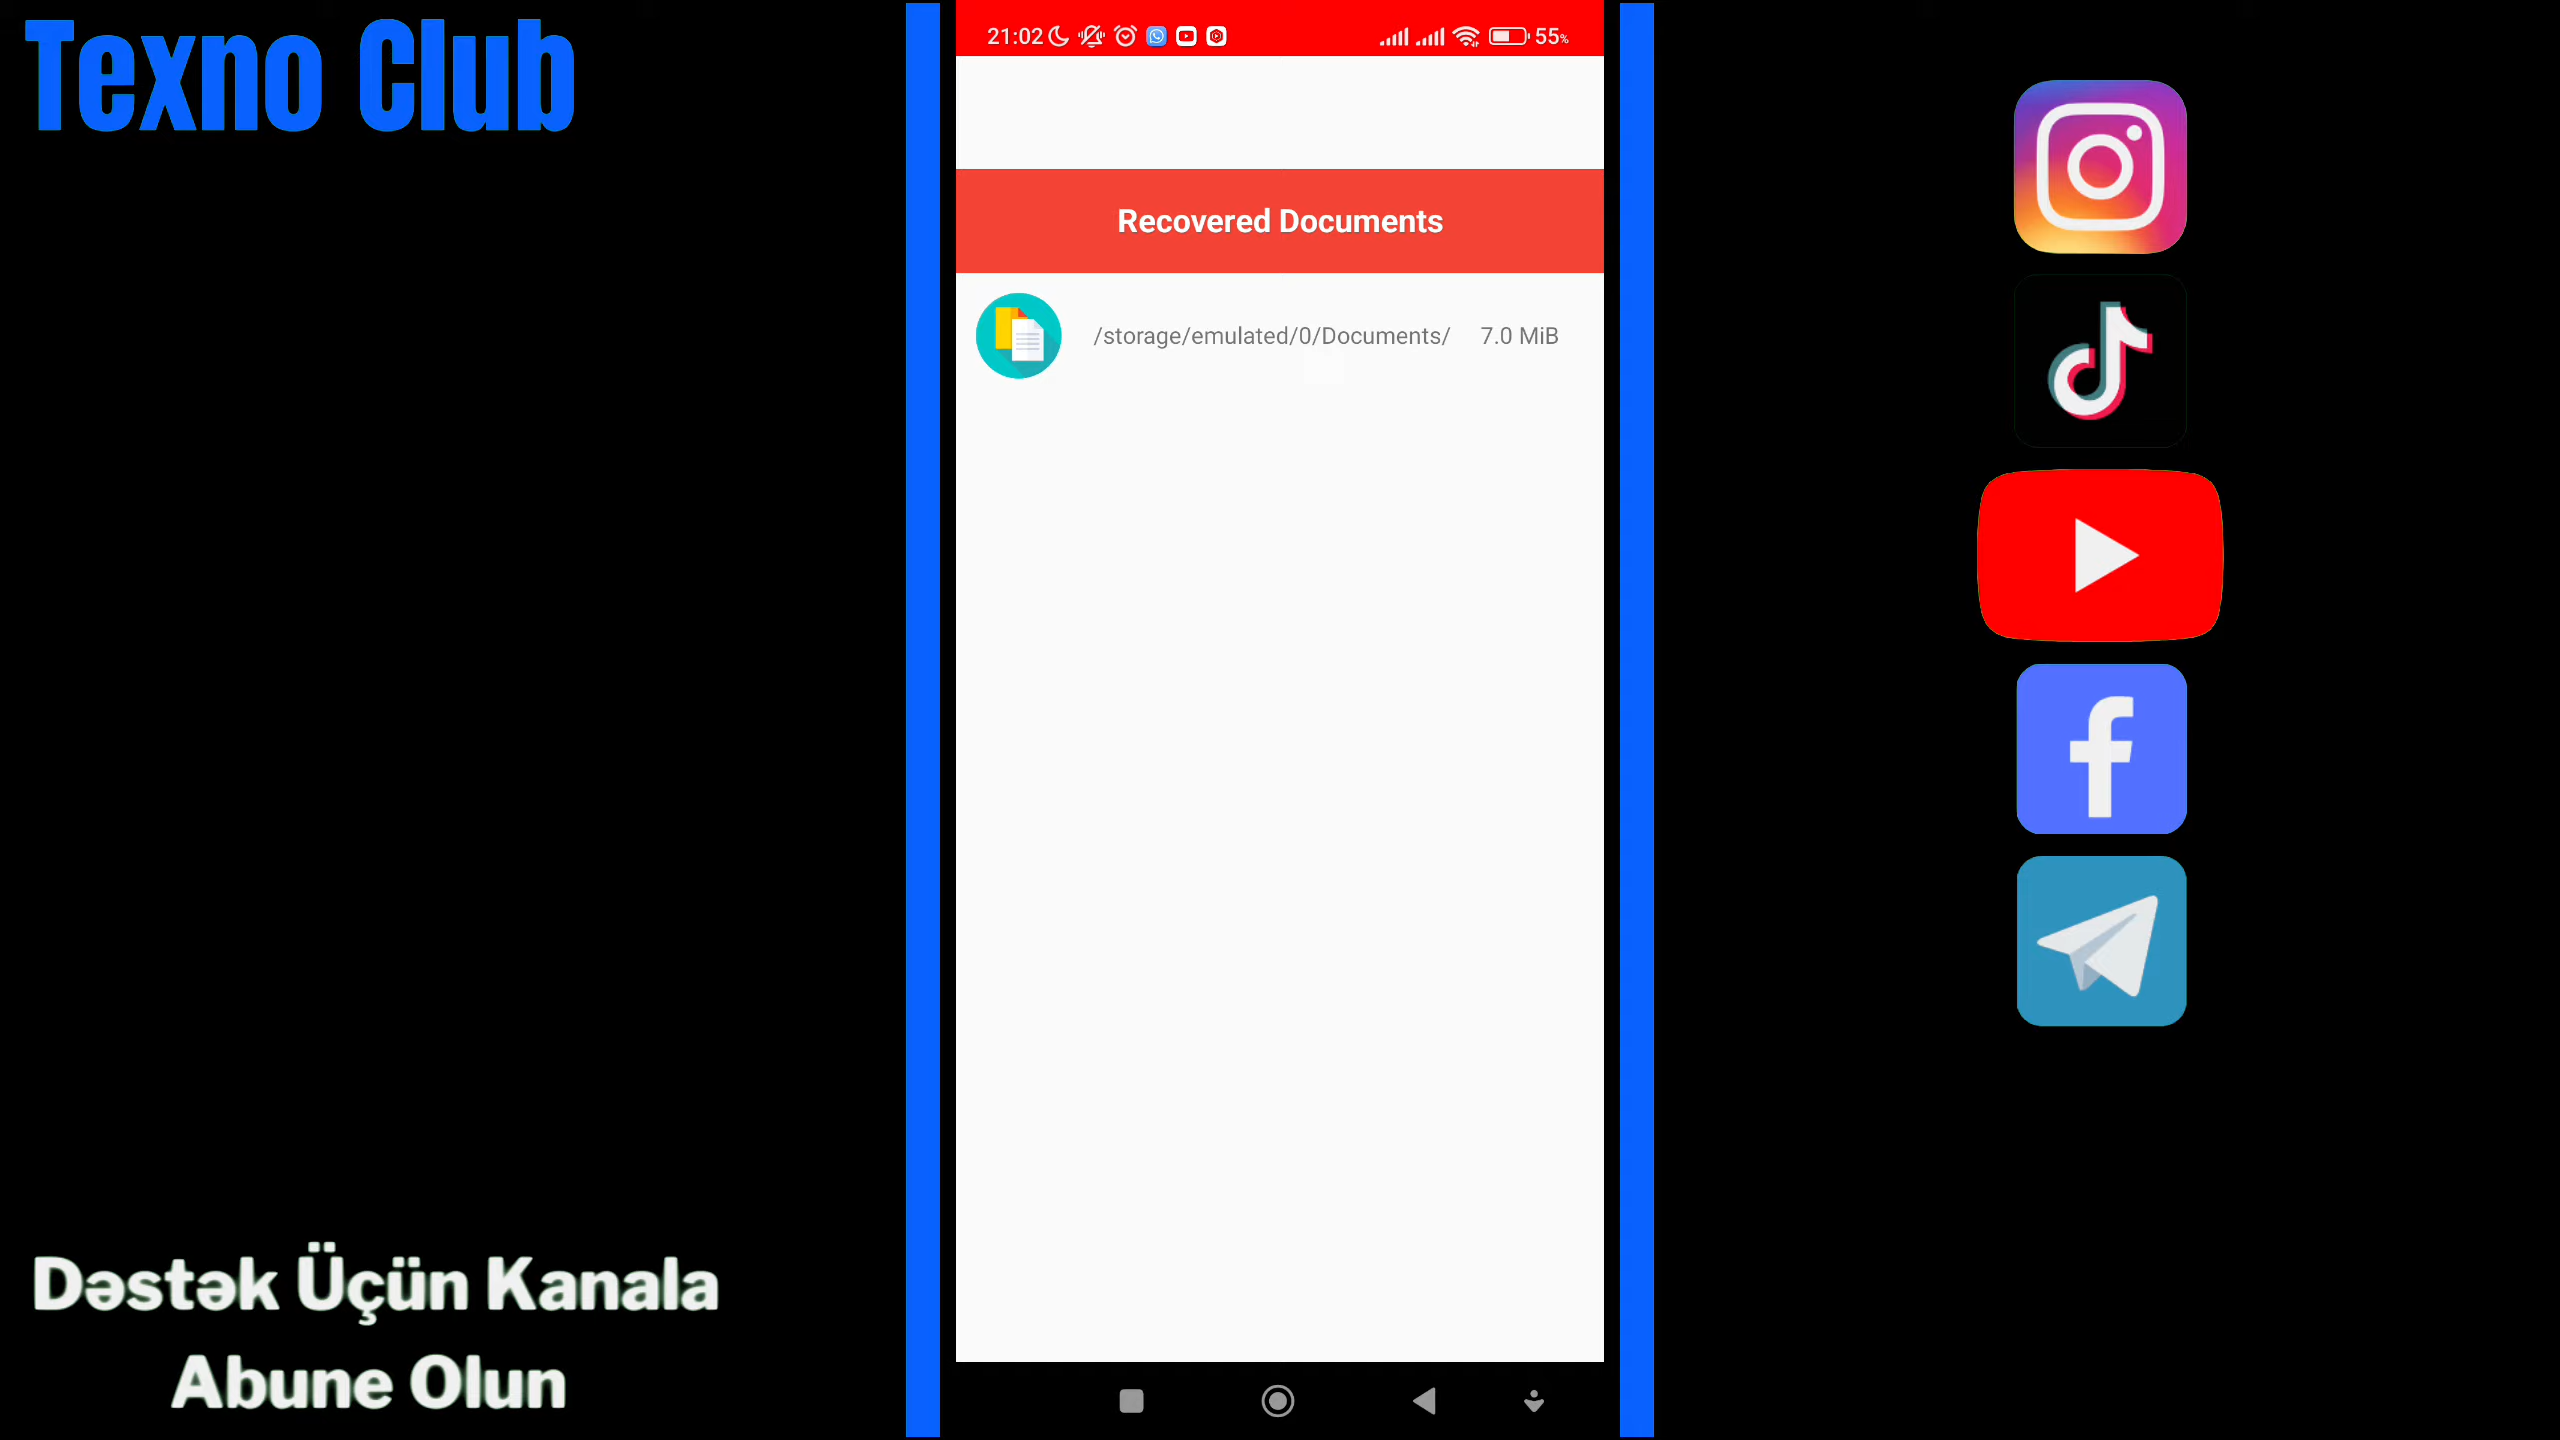 Texno Club
21:02 55%
Recovered Documents
/storage/emulated/0/Documents/ 7.0 MiB
Dəstək Üçün Kanala
Abune Olun